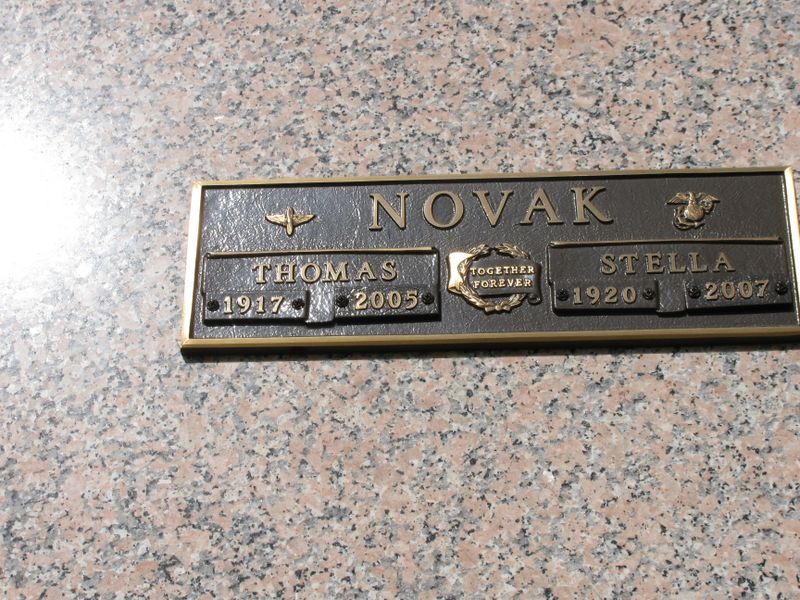 NOVAK
THOMAS
1917 2005
TOGETHER
FOREVER
STELLA
1920 2007